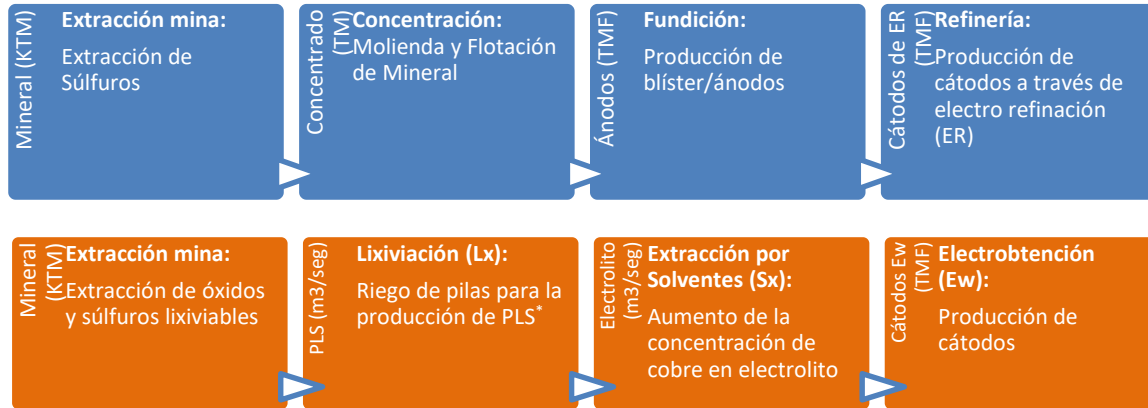 Mineral (KTM)
Extracción mina:
Extracción de
Súlfuros
Concentrado
(TM)
Concentración:
Molienda y Flotación
de Mineral
Ánodos (TMF)
Fundición:
Producción de
blíster/ánodos
Cátodos de ER
(TMF)
Refinería:
Producción de
cátodos a través de
electro refinación
(ER)
Mineral
(KTM)
Extracción mina:
Extracción de óxidos
y súlfuros lixiviables
PLS (m3/seg)
Lixiviación (Lx):
Riego de pilas para la
producción de PLS*
Electrolito
(m3/seg)
Extracción por
Solventes (Sx):
Aumento de la
concentración de
cobre en electrolito
Cátodos Ew
(TMF)
Electrobtención
(Ew):
Producción de
cátodos